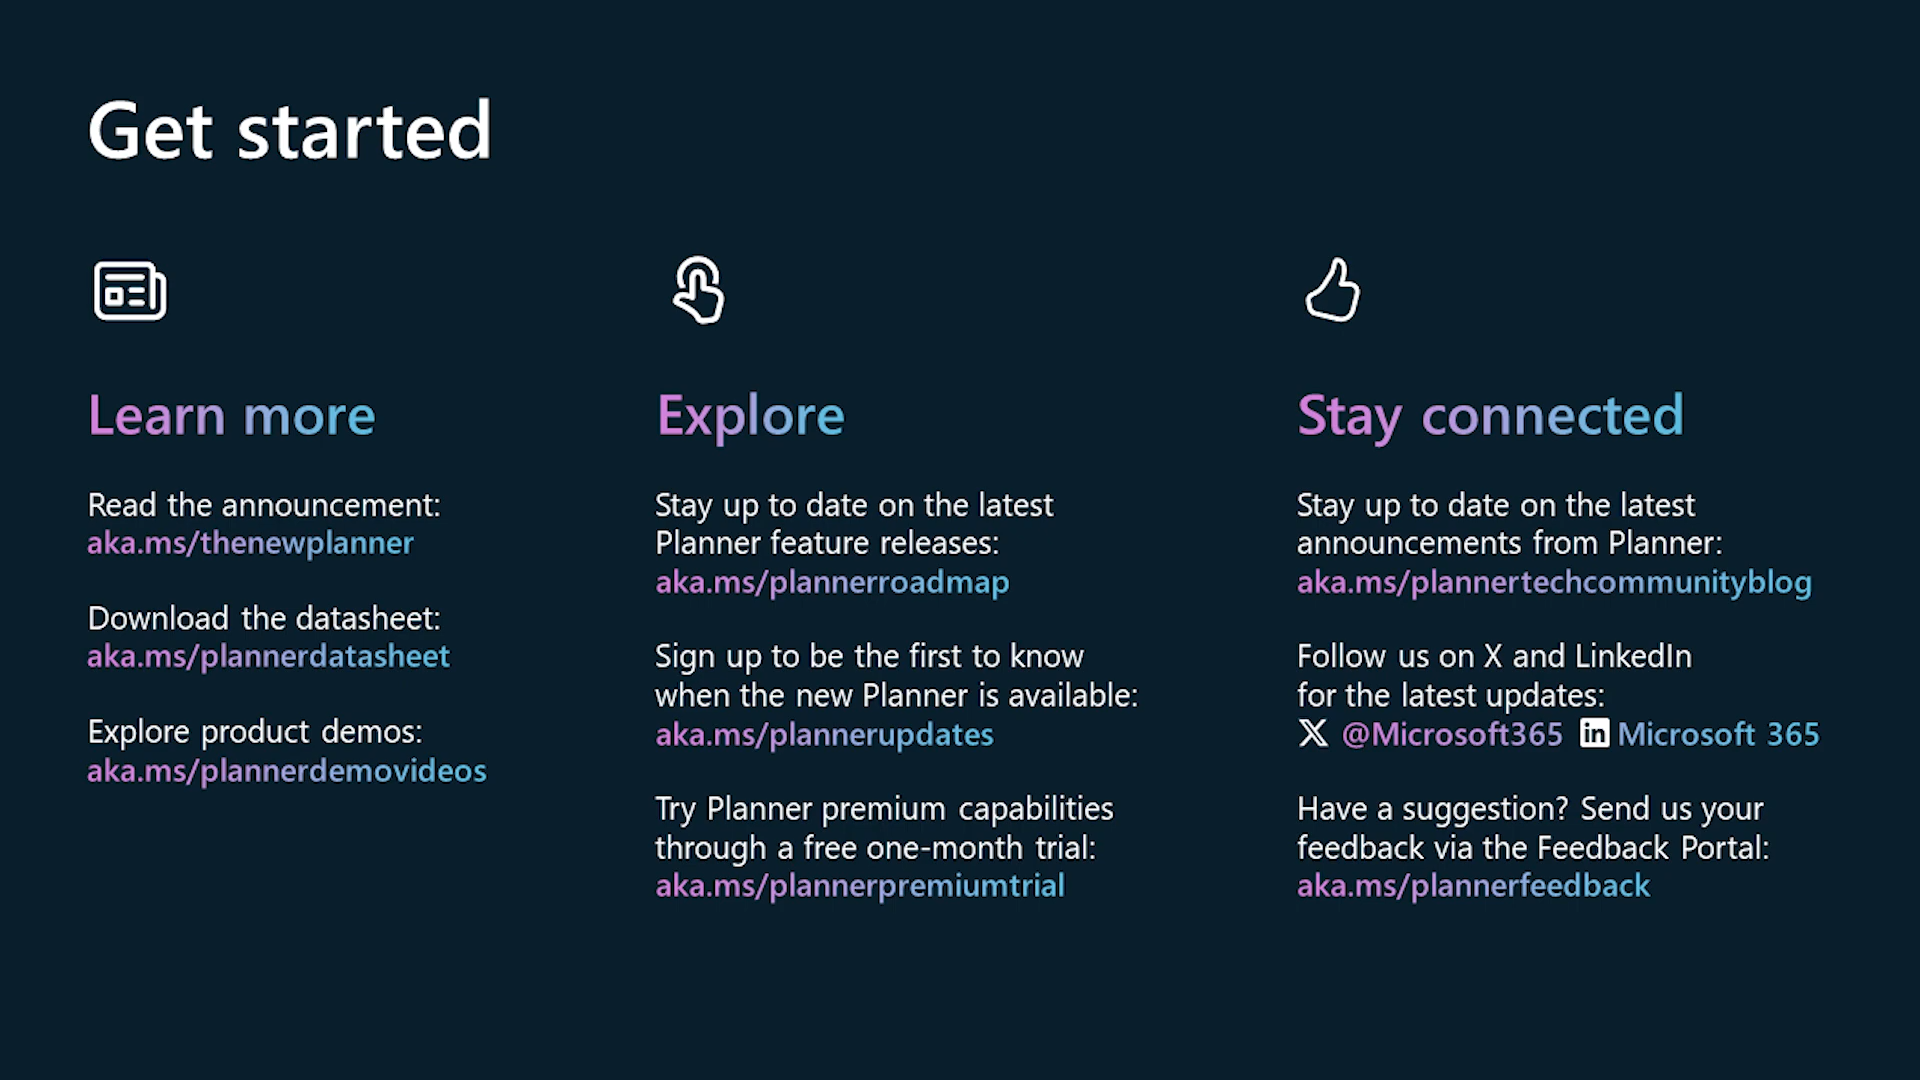 Get started
Learn more
Read the announcement:
aka.ms/thenewplanner
Download the datasheet:
aka.ms/plannerdatasheet
Explore product demos:
aka.ms/plannerdemovideos
Explore
Stay up to date on the latest
Planner feature releases:
aka.ms/plannerroadmap
Sign up to be the first to know
when the new Planner is available:
aka.ms/plannerupdates
Try Planner premium capabilities
through a free one-month trial:
aka.ms/plannerpremiumtrial
Stay connected
Stay up to date on the latest
announcements from Planner:
aka.ms/plannertechcommunityblog
Follow us on X and LinkedIn
for the latest updates:
X @Microsoft365 in Microsoft 365
Have a suggestion? Send us your
feedback via the Feedback Portal:
aka.ms/plannerfeedback